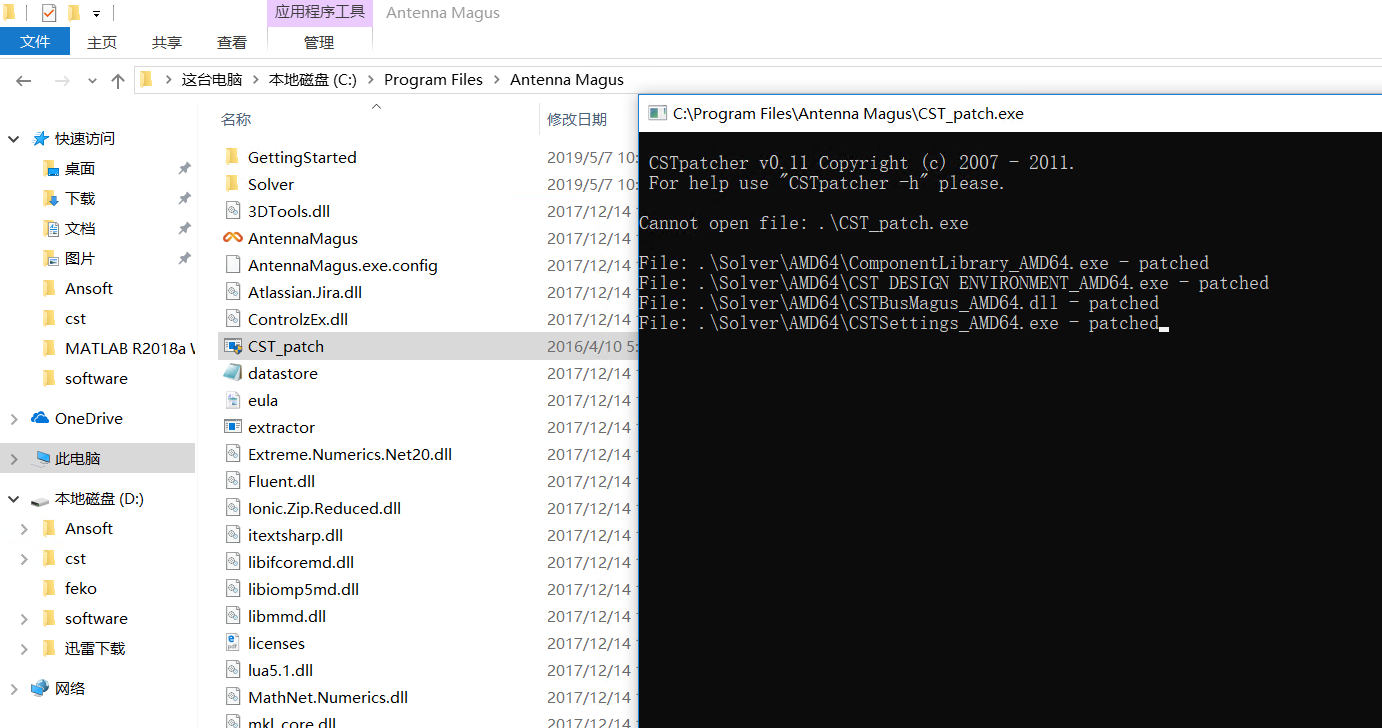 应用程序工具 Antenna Magus
文件 主页 共享 查看 管理
这台电脑 本地磁盘 (C:) Program Files Antenna Magus
名称 修改日期
快速访问
桌面
下载
文档
图片
Ansoft
cst
MATLAB R2018a
software
OneDrive
此电脑
本地磁盘 (D:)
Ansoft
cst
feko
software
迅雷下载
网络
GettingStarted 2019/5/7 10:
Solver 2019/5/7 10:
3DTools.dll 2017/12/14
AntennaMagus 2017/12/14
AntennaMagus.exe.config 2017/12/14
Atlassian.Jira.dll 2017/12/14
ControlzEx.dll 2017/12/14
CST_patch 2016/4/10 5:
datastore 2017/12/14
eula 2017/12/14
extractor 2017/12/14
Extreme.Numerics.Net20.dll 2017/12/14
Fluent.dll 2017/12/14
Ionic.Zip.Reduced.dll 2017/12/14
itextsharp.dll 2017/12/14
libifcoremd.dll 2017/12/14
libiomp5md.dll 2017/12/14
libmmd.dll 2017/12/14
licenses 2017/12/14
lua5.1.dll 2017/12/14
MathNet.Numerics.dll 2017/12/14
mkl_core.dll 2017/12/14
C:\Program Files\Antenna Magus\CST_patch.exe
CSTpatcher v0.11 Copyright (c) 2007 - 2011.
For help use "CSTpatcher -h" please.
Cannot open file: .\CST_patch.exe
File: .\Solver\AMD64\ComponentLibrary_AMD64.exe - patched
File: .\Solver\AMD64\CST DESIGN ENVIRONMENT_AMD64.exe - patched
File: .\Solver\AMD64\CSTBusMagus_AMD64.dll - patched
File: .\Solver\AMD64\CSTSettings_AMD64.exe - patched